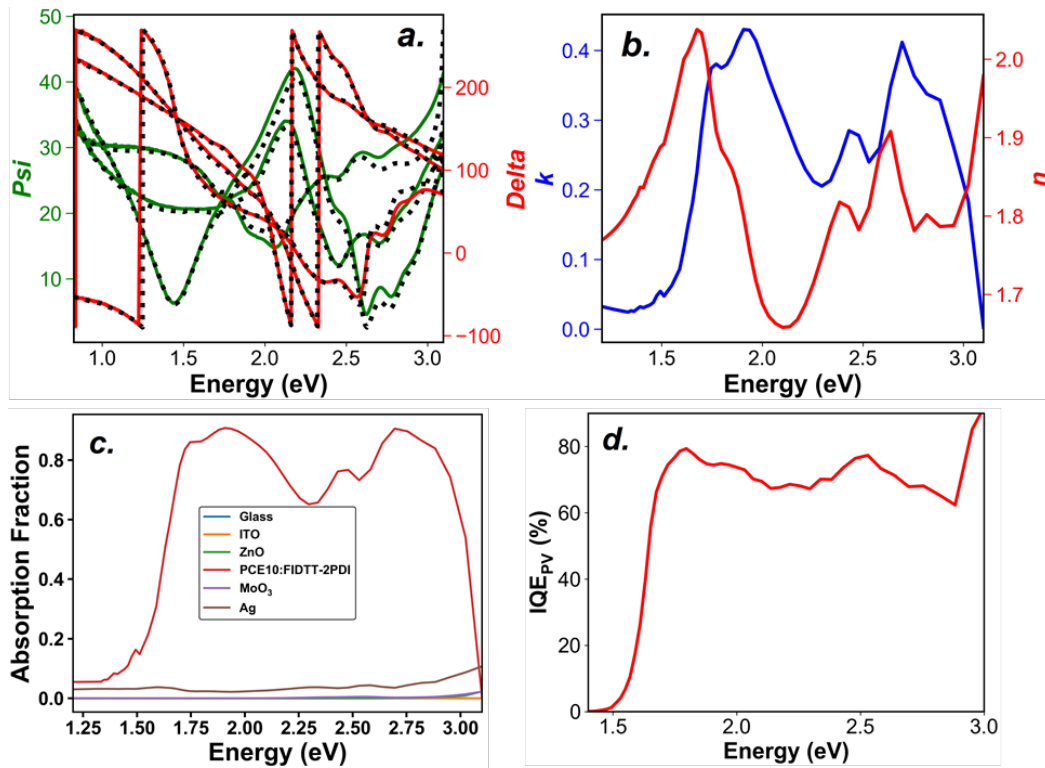 a.
50
40
30
20
10
Psi
200
100
0
−100
Delta
1.0 1.5 2.0 2.5 3.0
Energy (eV)
b.
0.4
0.3
0.2
0.1
0.0
k
2.0
1.9
1.8
1.7
n
1.5 2.0 2.5 3.0
Energy (eV)
c.
0.8
0.6
0.4
0.2
0.0
Absorption Fraction
Glass
ITO
ZnO
PCE10:FIDTT-2PDI
MoO₃
Ag
1.25 1.50 1.75 2.00 2.25 2.50 2.75 3.00
Energy (eV)
d.
80
60
40
20
0
IQE_PV (%)
1.5 2.0 2.5 3.0
Energy (eV)